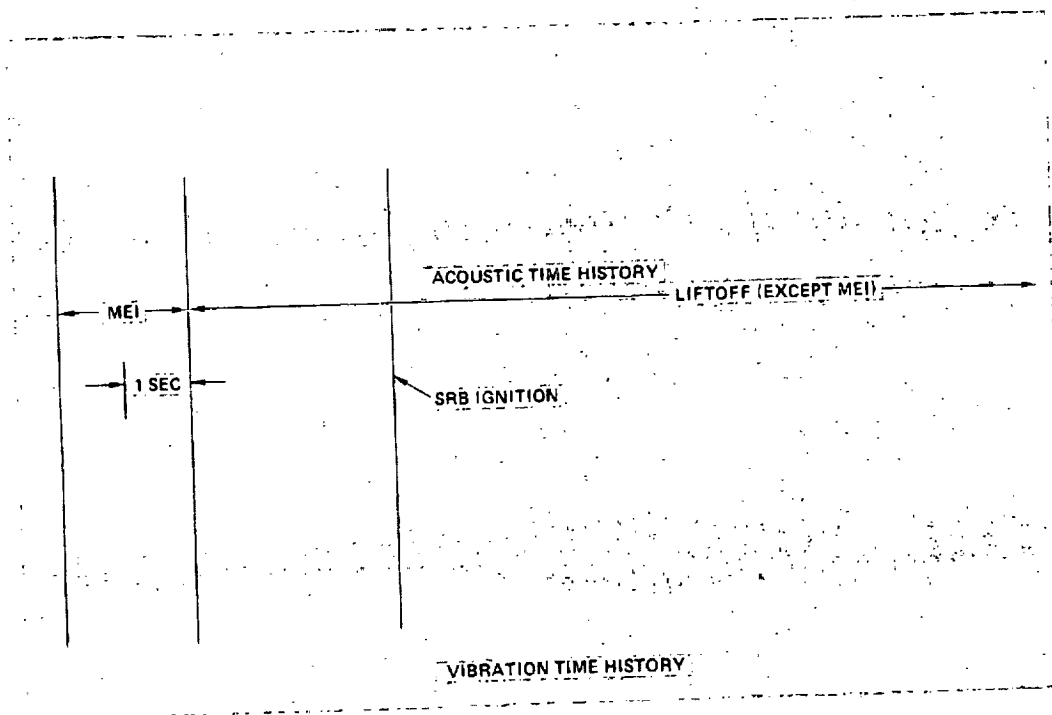 ACOUSTIC TIME HISTORY
MEI
LIFTOFF (EXCEPT MEI)
1 SEC
SRB IGNITION
VIBRATION TIME HISTORY